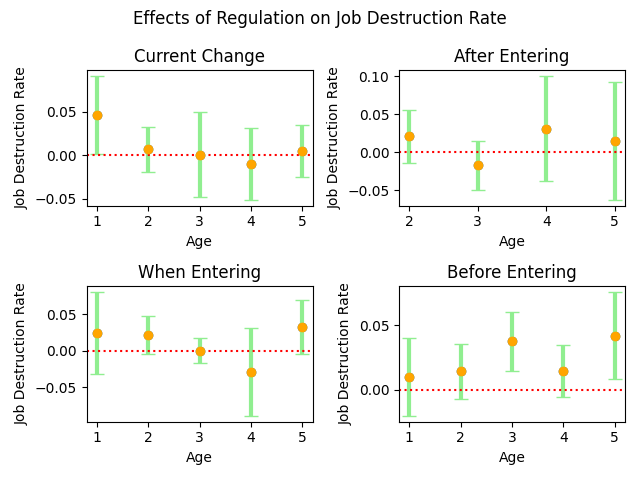 Effects of Regulation on Job Destruction Rate
Current Change
Job Destruction Rate
0.05
0.00
−0.05
1 2 3 4 5
Age
After Entering
Job Destruction Rate
0.10
0.05
0.00
−0.05
2 3 4 5
Age
When Entering
Job Destruction Rate
0.05
0.00
−0.05
1 2 3 4 5
Age
Before Entering
Job Destruction Rate
0.05
0.00
1 2 3 4 5
Age